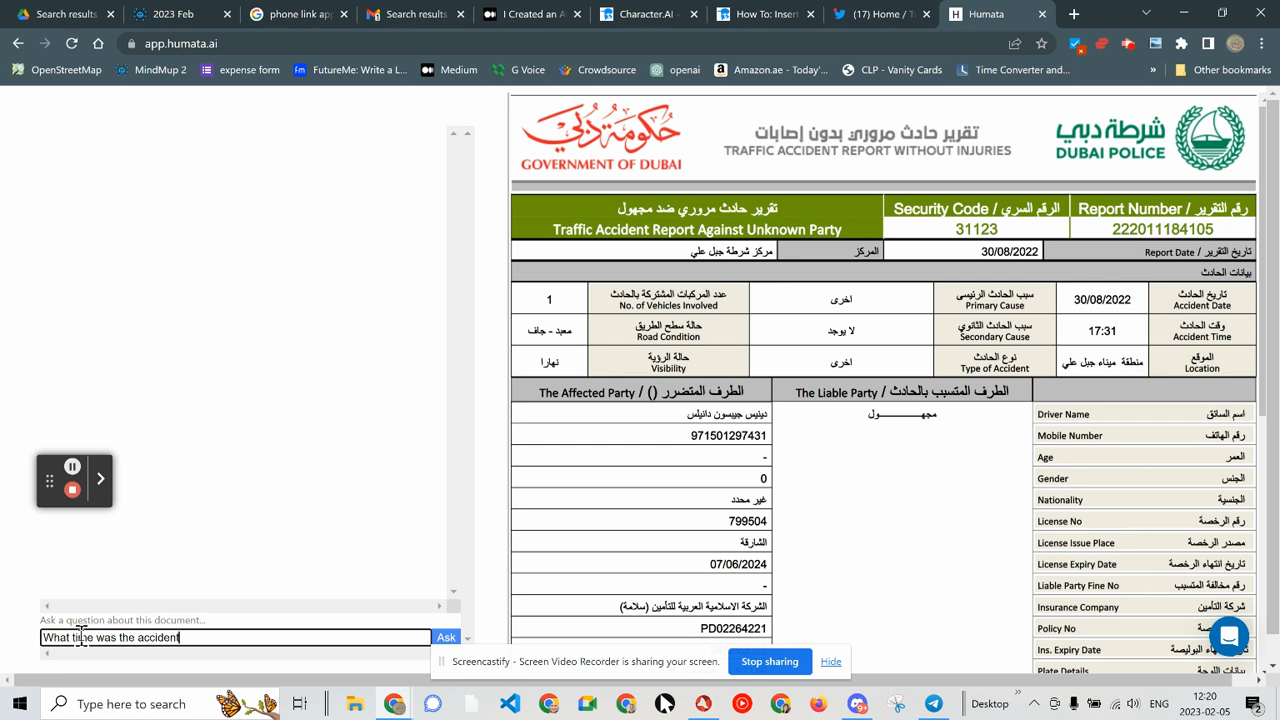 2023 Feb
Search results
phone link app
Search results
I Created an A
Character.AI -
How To: Insert
(17) Home / T
Humata
app.humata.ai
OpenStreetMap
MindMup 2
expense form
FutureMe: Write a L...
Medium
G Voice
Crowdsource
openai
Amazon.ae - Today'...
CLP - Vanity Cards
Time Converter and...
»
Other bookmarks
حكومة دبي
GOVERNMENT OF DUBAI
تقرير حادث مروري بدون إصابات
TRAFFIC ACCIDENT REPORT WITHOUT INJURIES
شرطة دبي
DUBAI POLICE
تقرير حادث مروري ضد مجهول
Traffic Accident Report Against Unknown Party
Security Code / الرقم السري
31123
Report Number / رقم التقرير
222011184105
مركز شرطة جبل علي
المركز
30/08/2022
Report Date / تاريخ التقرير
بيانات الحادث
1
عدد المركبات المشتركة بالحادث
No. of Vehicles Involved
اخرى
سبب الحادث الرئيسى
Primary Cause
30/08/2022
تاريخ الحادث
Accident Date
معبد - جاف
حالة سطح الطريق
Road Condition
لا يوجد
سبب الحادث الثانوي
Secondary Cause
17:31
وقت الحادث
Accident Time
نهارا
حالة الرؤية
Visibility
اخرى
نوع الحادث
Type of Accident
منطقة ميناء جبل علي
الموقع
Location
The Affected Party / () الطرف المتضرر
The Liable Party / الطرف المتسبب بالحادث
دينيس جيبسون دانيلس
مجهــــــــول
Driver Name
اسم السائق
971501297431
Mobile Number
رقم الهاتف
-
Age
العمر
0
Gender
الجنس
غير محدد
Nationality
الجنسية
799504
License No
رقم الرخصة
الشارقة
License Issue Place
مصدر الرخصة
07/06/2024
License Expiry Date
تاريخ انتهاء الرخصة
-
Liable Party Fine No
رقم مخالفة المتسبب
الشركة الاسلامية العربية للتأمين (سلامة)
Insurance Company
شركة التأمين
PD02264221
Policy No
Ins. Expiry Date
تاريخ إنتهاء البوليصة
Plate Details
بيانات اللوحة
Ask a question about this document...
What time was the accident
Ask
Screencastify - Screen Video Recorder is sharing your screen.
Stop sharing
Hide
Type here to search
Desktop
»
ENG
12:20
2023-02-05
2